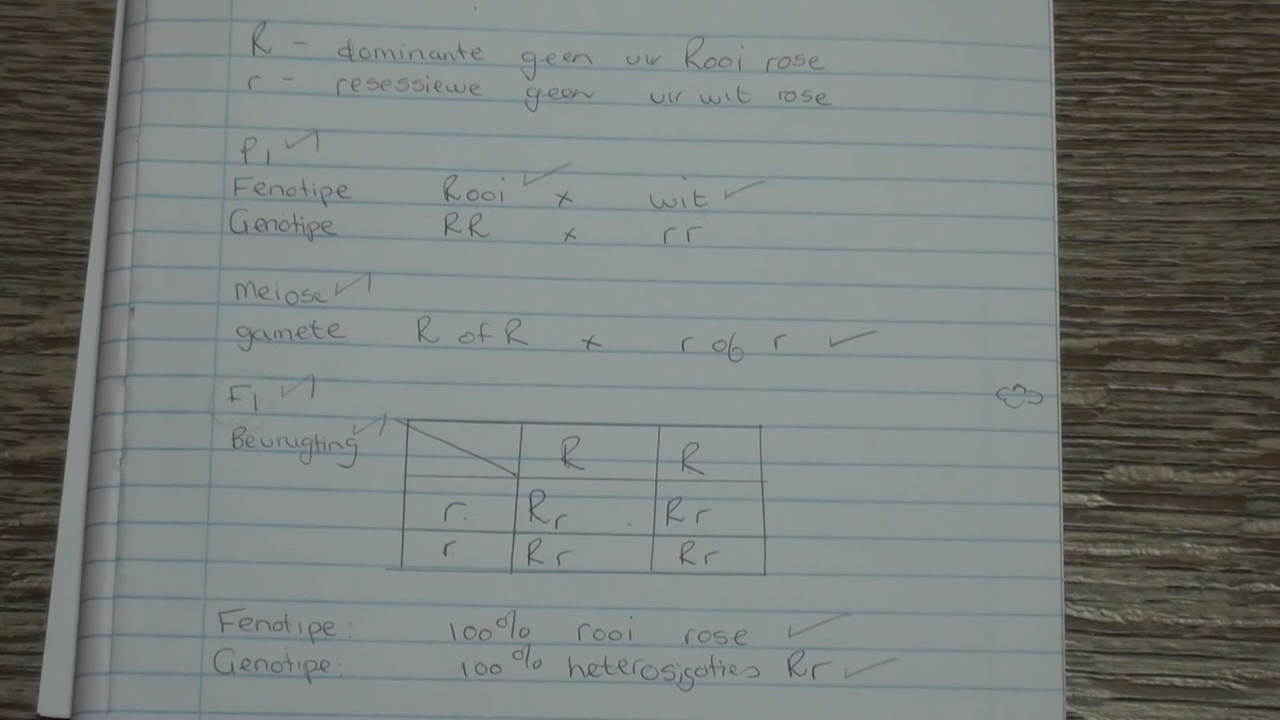 R - dominante geen vir Rooi rose
r - resessiewe geen vir wit rose
P1 ✓
Fenotipe Rooi ✓ x wit ✓
Genotipe RR x rr
meiose ✓
gamete R of R x r of r ✓
F1 ✓
Bevrugting ✓
R R
r Rr Rr
r Rr Rr
Fenotipe: 100% rooi rose ✓
Genotipe: 100% heterosigoties Rr ✓